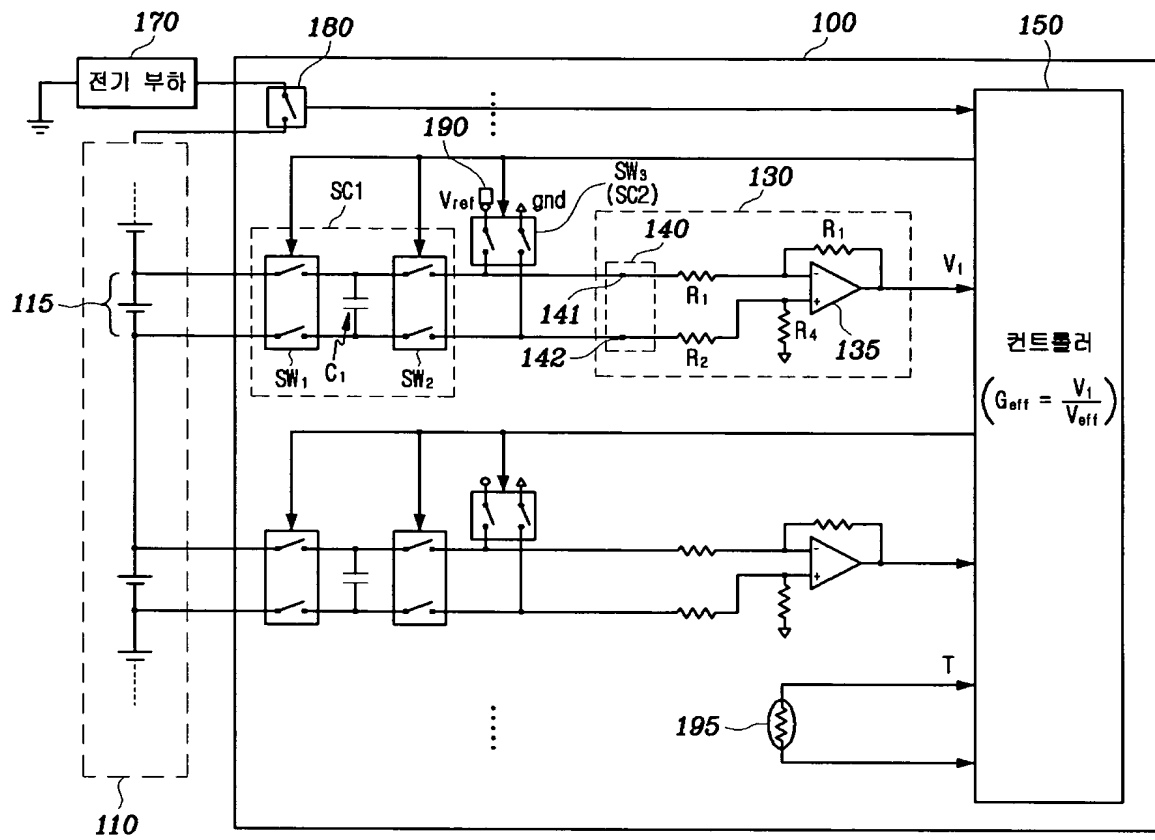 170
180
100
150
전기 부하
190
SC1
Vref
gnd
SW3
(SC2)
130
140
R1
V1
115
141
R1
135
142
R2
R4
SW1
C1
SW2
컨트롤러
(Geff = V1/Veff)
T
195
110